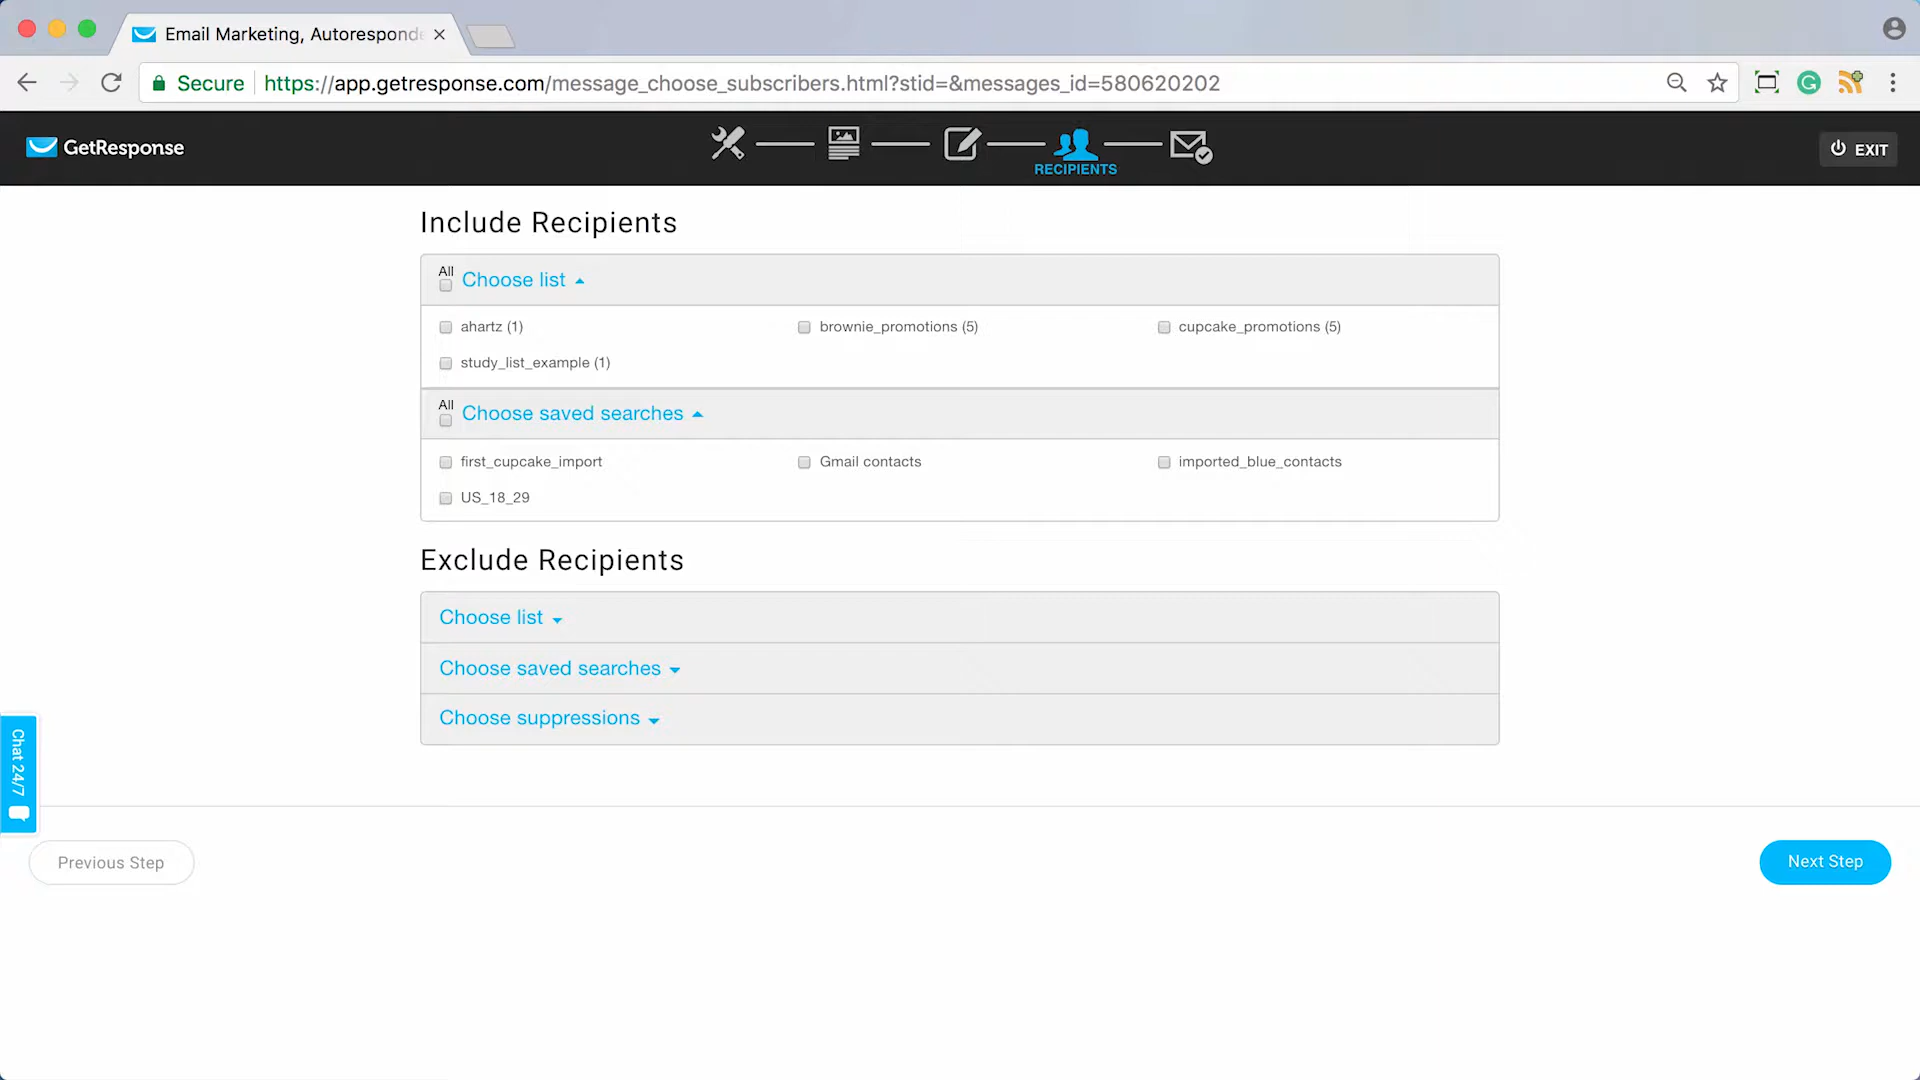 Email Marketing, Autoresponde
Secure https://app.getresponse.com/message_choose_subscribers.html?stid=&messages_id=580620202
GetResponse
RECIPIENTS
EXIT
Include Recipients
All
Choose list
ahartz (1)
brownie_promotions (5)
cupcake_promotions (5)
study_list_example (1)
All
Choose saved searches
first_cupcake_import
Gmail contacts
imported_blue_contacts
US_18_29
Exclude Recipients
Choose list
Choose saved searches
Choose suppressions
Chat 24/7
Previous Step
Next Step